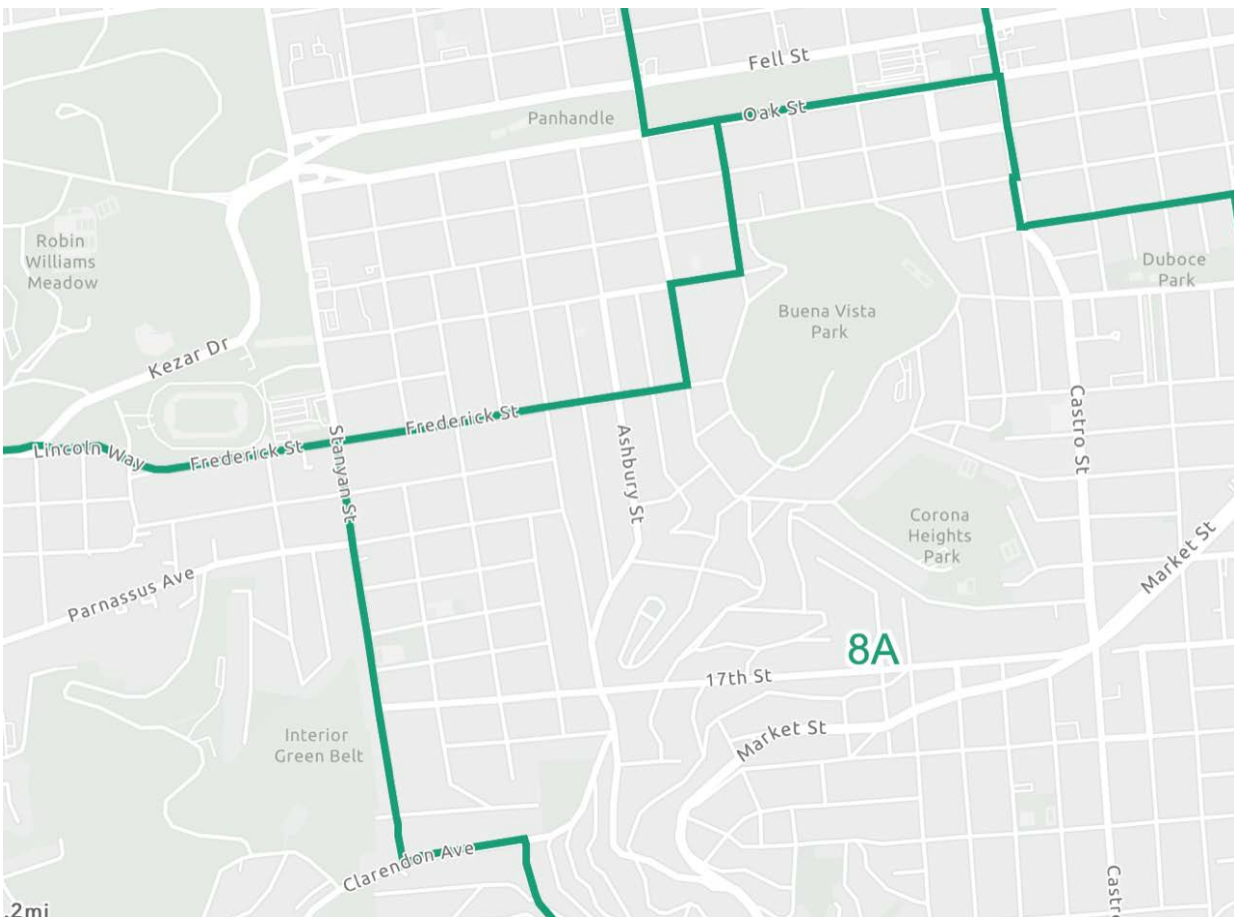 Fell St
Oak St
Panhandle
Robin
Williams
Meadow
Duboce
Park
Buena Vista
Park
Kezar Dr
Castro St
Frederick St
Lincoln Way
Frederick St
Stanyan St
Ashbury St
Corona
Heights
Park
Market St
Parnassus Ave
8A
17th St
Interior
Green Belt
Market St
Clarendon Ave
Castro
.2mi